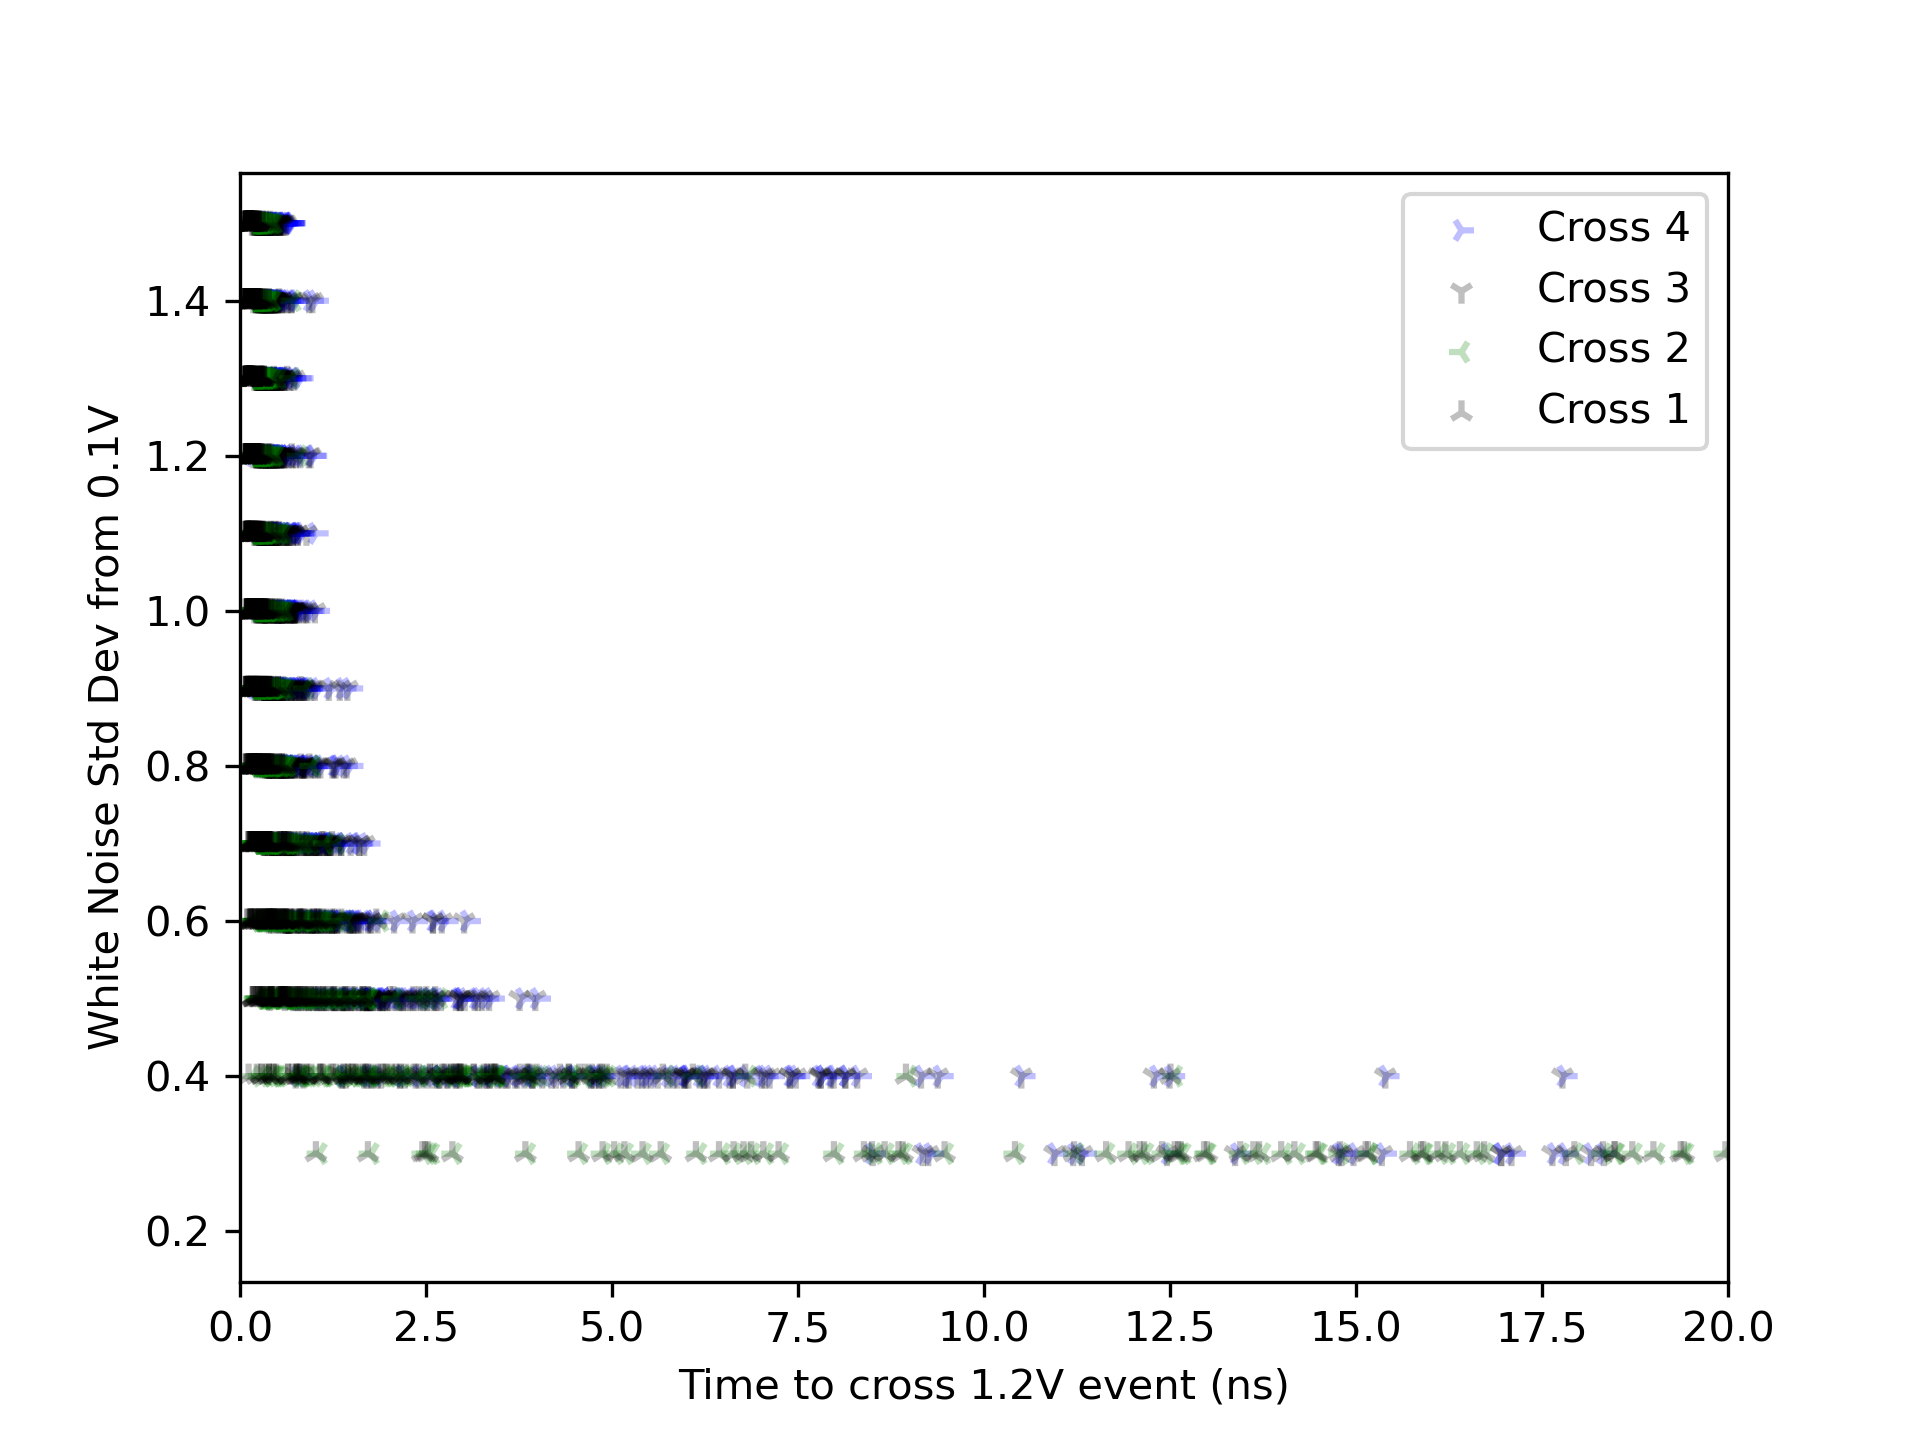 Cross 4
Cross 3
Cross 2
Cross 1
White Noise Std Dev from 0.1V
1.4
1.2
1.0
0.8
0.6
0.4
0.2
0.0 2.5 5.0 7.5 10.0 12.5 15.0 17.5 20.0
Time to cross 1.2V event (ns)